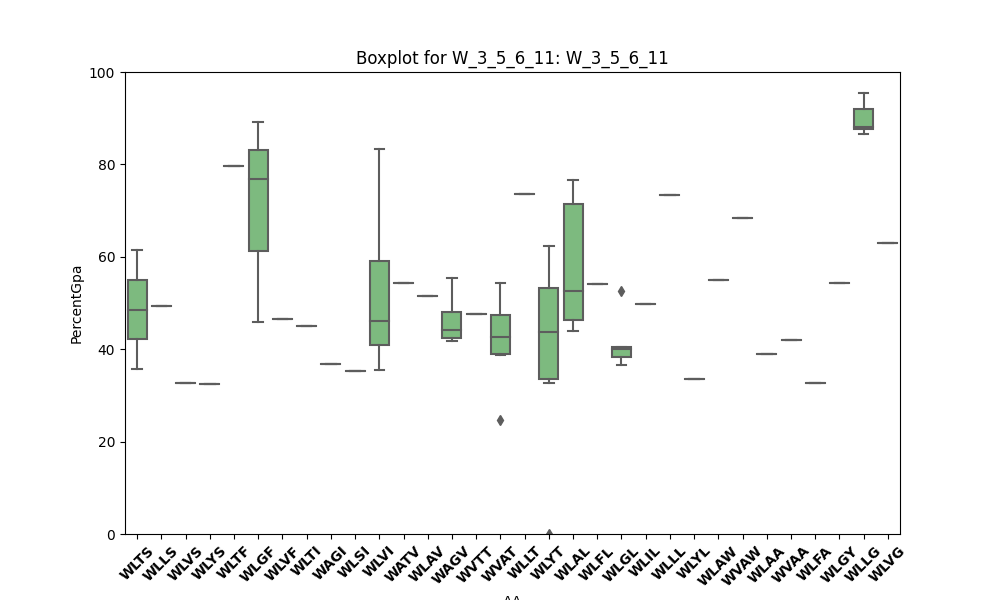 Boxplot for W_3_5_6_11: W_3_5_6_11
PercentGpa
100
80
60
40
20
0
WLTS WLLS WLVS WLYS WLTF WLGF WLVF WLTI WAGI WLSI WLVI WATV WLAV WAGV WVTT WVAT WLLT WLYT WLAL WLFL WLGL WLIL WLLL WLYL WLAW WVAW WLAA WVAA WLFA WLGY WLLG WLVG
AA